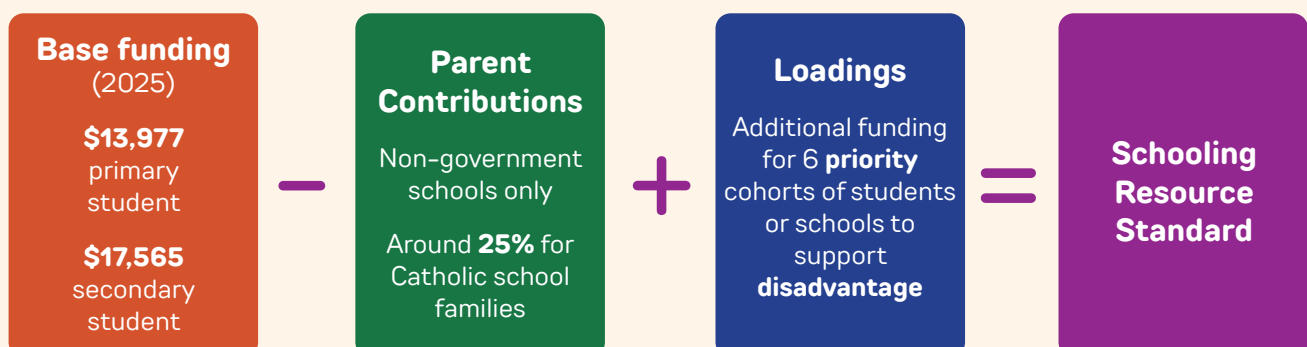 Base funding
(2025)
$13,977
primary
student
$17,565
secondary
student
–
Parent
Contributions
Non-government
schools only
Around 25% for
Catholic school
families
+
Loadings
Additional funding
for 6 priority
cohorts of students
or schools to
support
disadvantage
=
Schooling
Resource
Standard